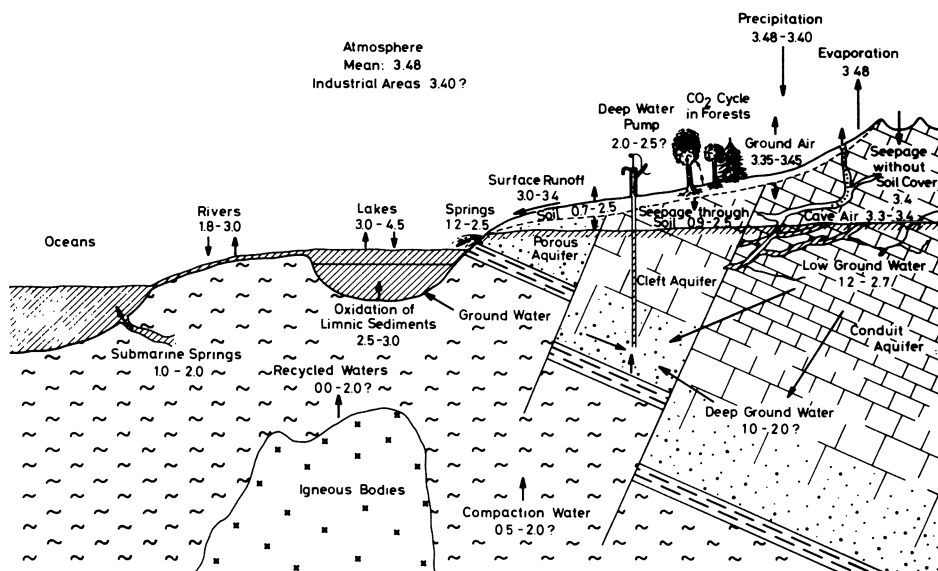 Precipitation
3.48-3.40
Evaporation
3.48
Atmosphere
Mean: 3.48
Industrial Areas 3.40?
Deep Water
Pump
2.0-2.5?
CO2 Cycle
in Forests
Ground Air
3.35-3.45
Seepage
without
Soil Cover
3.4
Surface Runoff
3.0-3.4
Soil 0.7-2.5
Seepage through
Soil 0.9-2.5
Cave Air 3.3-3.4
Oceans
Rivers
1.8-3.0
Lakes
3.0-4.5
Springs
1.2-2.5
Porous
Aquifer
Cleft Aquifer
Low Ground Water
1.2-2.7
Conduit
Aquifer
Oxidation of
Limnic Sediments
2.5-3.0
Ground Water
Submarine Springs
1.0-2.0
Recycled Waters
0.0-2.0?
Deep Ground Water
1.0-2.0?
Igneous Bodies
Compaction Water
0.5-2.0?